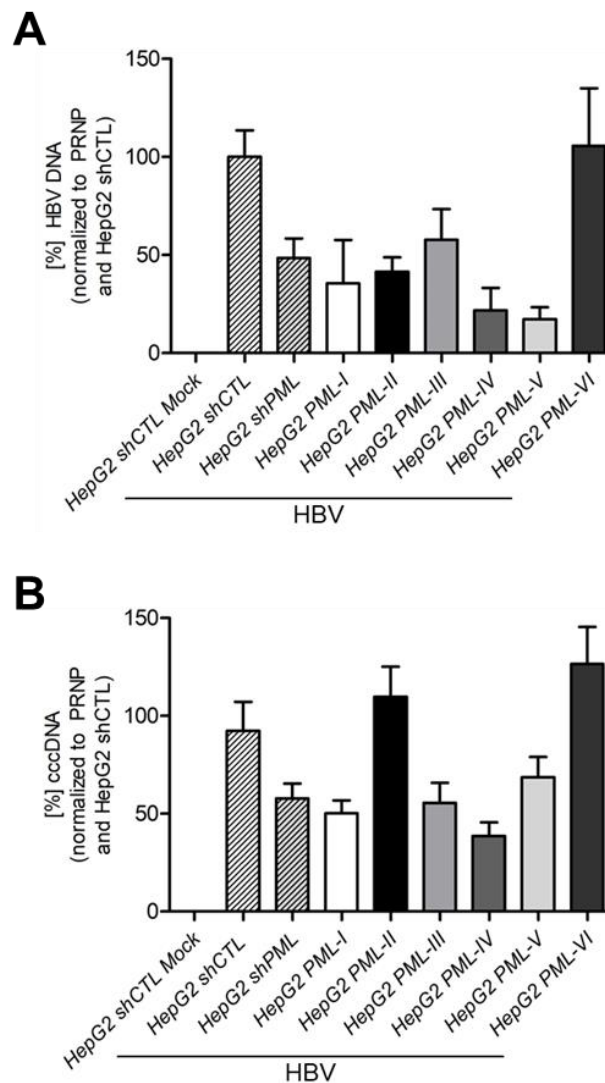 A
[%] HBV DNA
(normalized to PRNP
and HepG2 shCTL)
150
100
50
0
HepG2 shCTL Mock
HepG2 shCTL
HepG2 shPML
HepG2 PML-I
HepG2 PML-II
HepG2 PML-III
HepG2 PML-IV
HepG2 PML-V
HepG2 PML-VI
HBV
B
[%] cccDNA
(normalized to PRNP
and HepG2 shCTL)
150
100
50
0
HepG2 shCTL Mock
HepG2 shCTL
HepG2 shPML
HepG2 PML-I
HepG2 PML-II
HepG2 PML-III
HepG2 PML-IV
HepG2 PML-V
HepG2 PML-VI
HBV